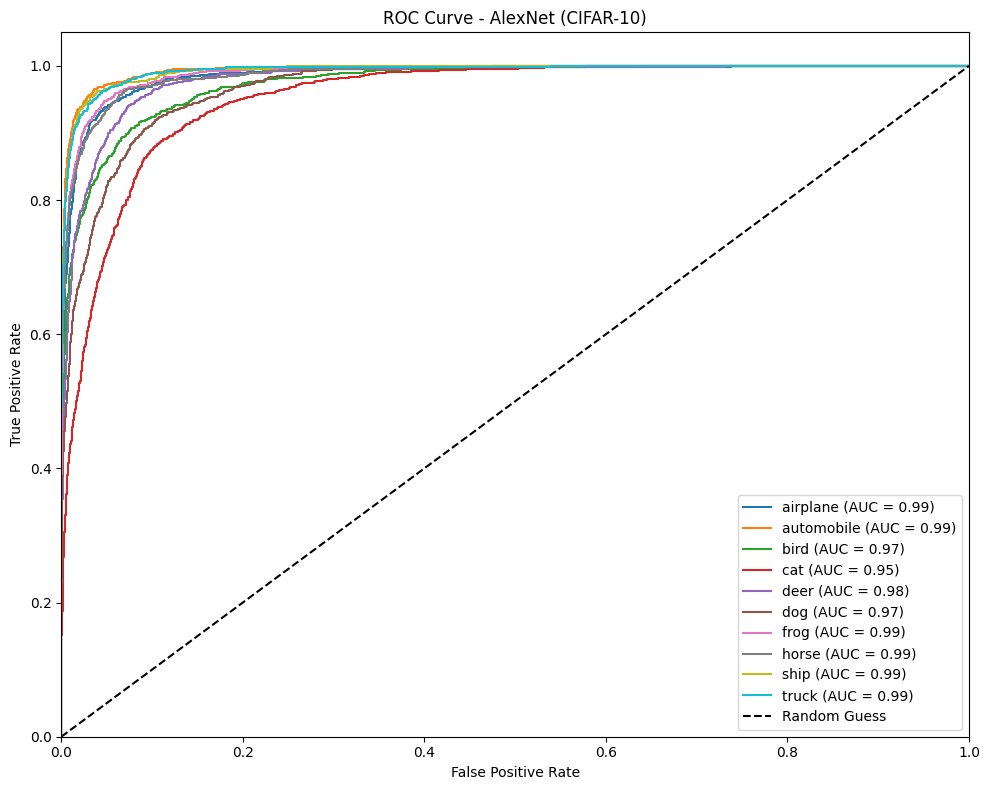 ROC Curve - AlexNet (CIFAR-10)
True Positive Rate
1.0
0.8
0.6
0.4
0.2
0.0
0.0 0.2 0.4 0.6 0.8 1.0
False Positive Rate
airplane (AUC = 0.99)
automobile (AUC = 0.99)
bird (AUC = 0.97)
cat (AUC = 0.95)
deer (AUC = 0.98)
dog (AUC = 0.97)
frog (AUC = 0.99)
horse (AUC = 0.99)
ship (AUC = 0.99)
truck (AUC = 0.99)
Random Guess